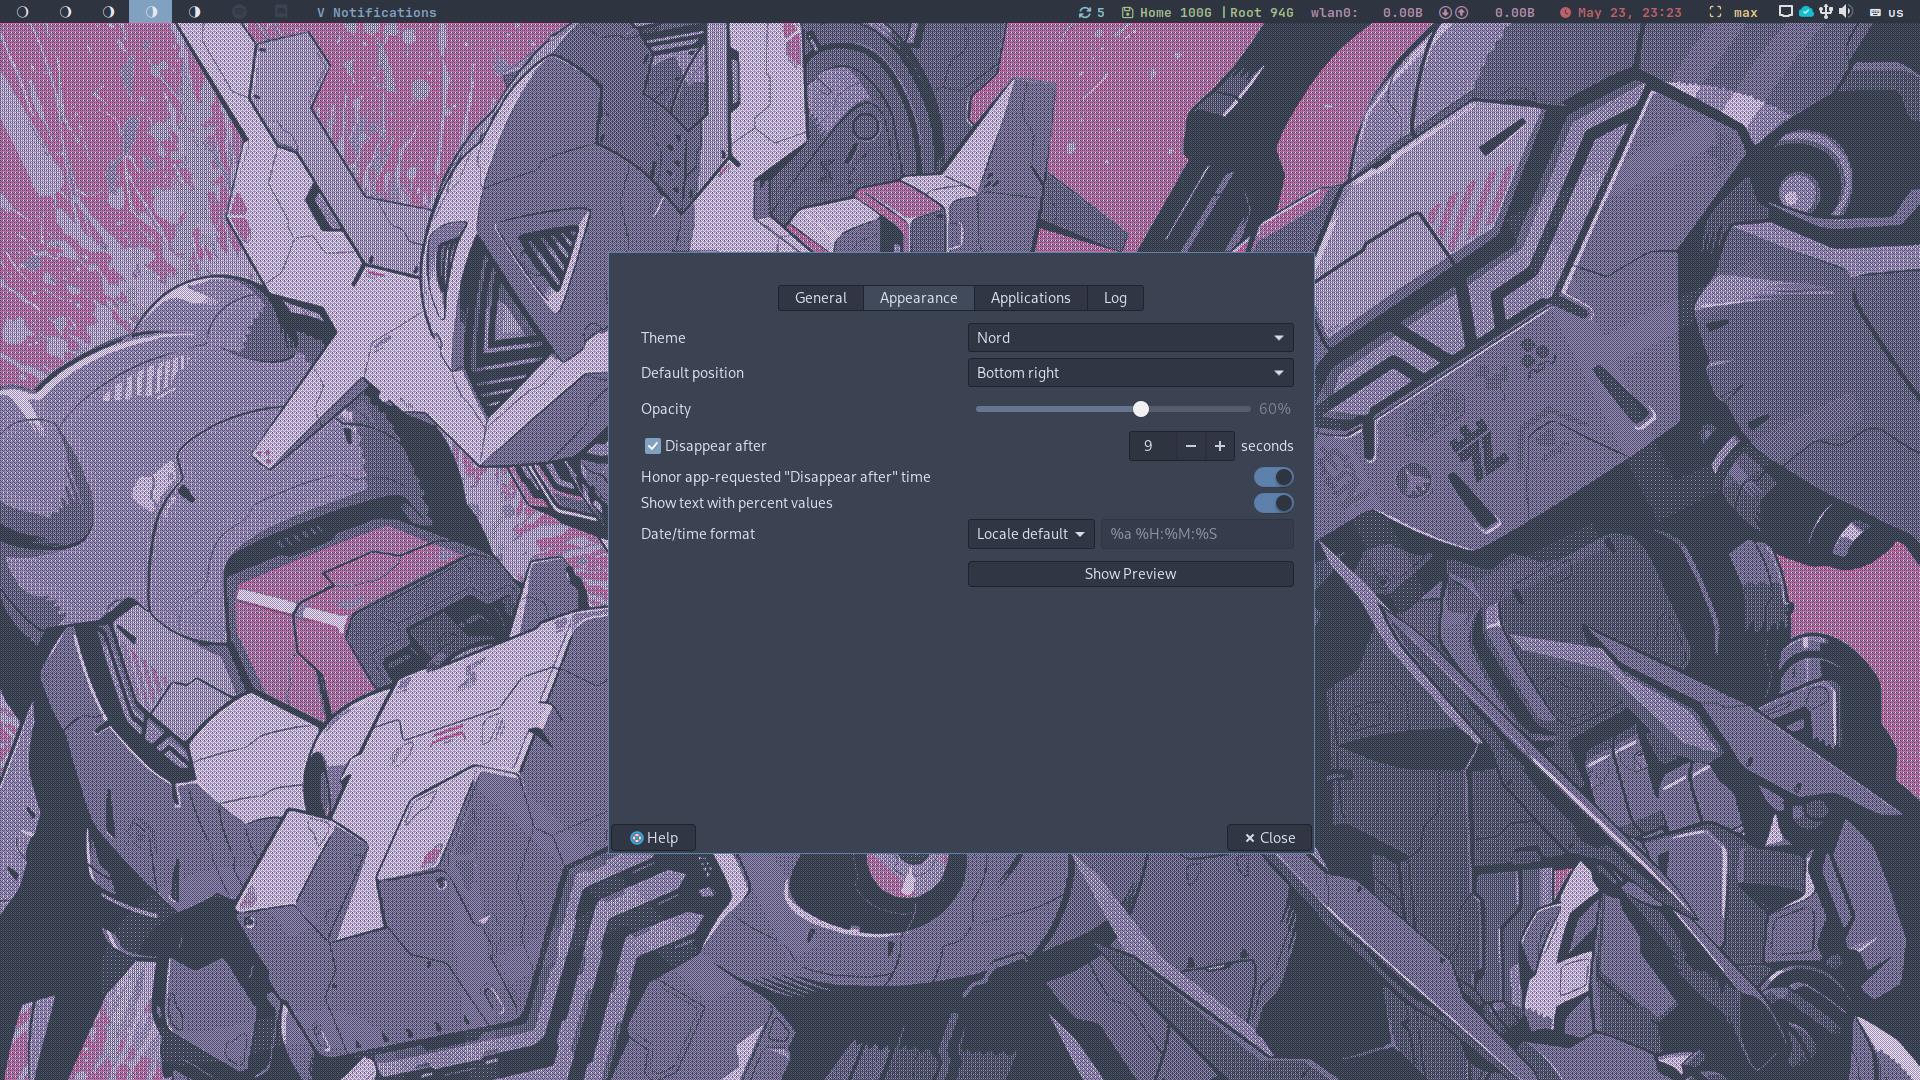 V Notifications
5 Home 100G |Root 94G wlan0: 0.00B 0.00B May 23, 23:23 max us
General Appearance Applications Log
Theme Nord
Default position Bottom right
Opacity 60%
Disappear after 9 seconds
Honor app-requested "Disappear after" time
Show text with percent values
Date/time format Locale default %a %H:%M:%S
Show Preview
Help Close